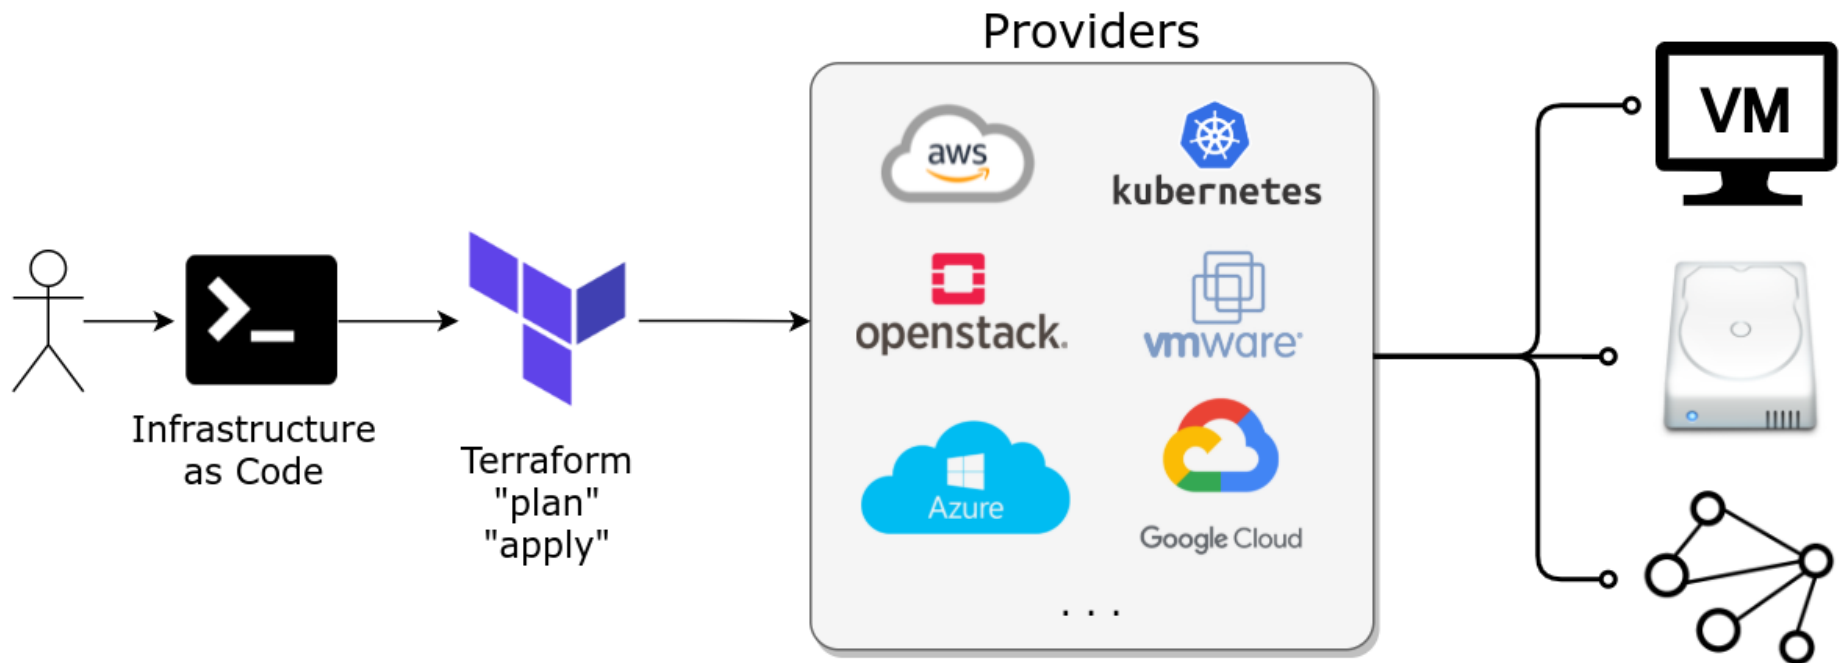 Providers
aws
kubernetes
openstack.
vmware®
Azure
Google Cloud
. . .
Infrastructure
as Code
Terraform
"plan"
"apply"
VM